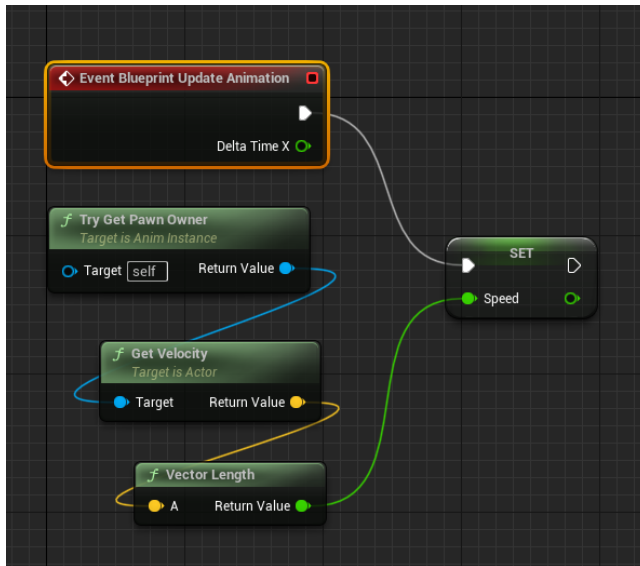 Event Blueprint Update Animation
Delta Time X
f Try Get Pawn Owner
Target is Anim Instance
Target self Return Value
SET
Speed
f Get Velocity
Target is Actor
Target Return Value
f Vector Length
A Return Value